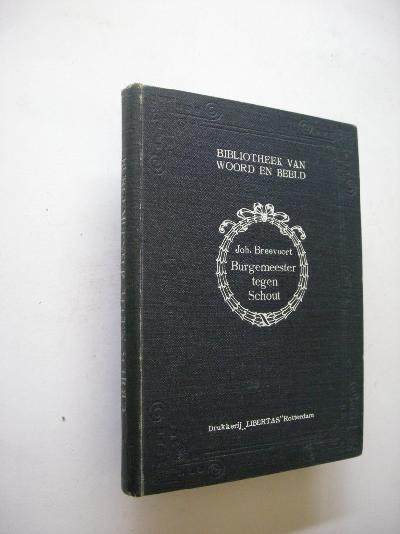 BIBLIOTHEEK VAN
WOORD EN BEELD
Joh. Breevoort
Burgemeester
tegen
Schout
Drukkerij „LIBERTAS" Rotterdam